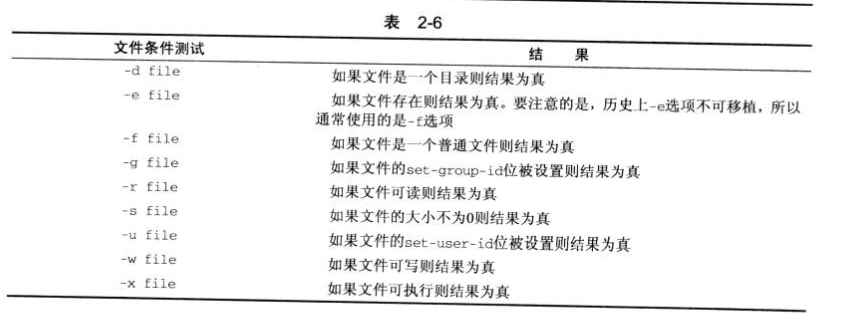 表 2-6
文件条件测试 结 果
-d file 如果文件是一个目录则结果为真
-e file 如果文件存在则结果为真。要注意的是，历史上-e选项不可移植，所以
通常使用的是-f选项
-f file 如果文件是一个普通文件则结果为真
-g file 如果文件的set-group-id位被设置则结果为真
-r file 如果文件可读则结果为真
-s file 如果文件的大小不为0则结果为真
-u file 如果文件的set-user-id位被设置则结果为真
-w file 如果文件可写则结果为真
-x file 如果文件可执行则结果为真